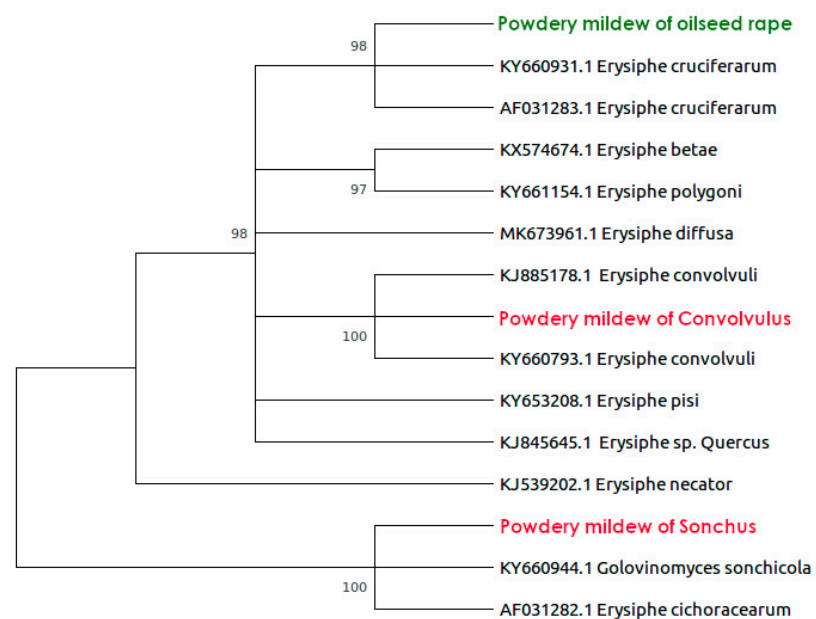 Powdery mildew of oilseed rape
98
KY660931.1 Erysiphe cruciferarum
AF031283.1 Erysiphe cruciferarum
KX574674.1 Erysiphe betae
97
KY661154.1 Erysiphe polygoni
98
MK673961.1 Erysiphe diffusa
KJ885178.1 Erysiphe convolvuli
Powdery mildew of Convolvulus
100
KY660793.1 Erysiphe convolvuli
KY653208.1 Erysiphe pisi
KJ845645.1 Erysiphe sp. Quercus
KJ539202.1 Erysiphe necator
Powdery mildew of Sonchus
KY660944.1 Golovinomyces sonchicola
100
AF031282.1 Erysiphe cichoracearum